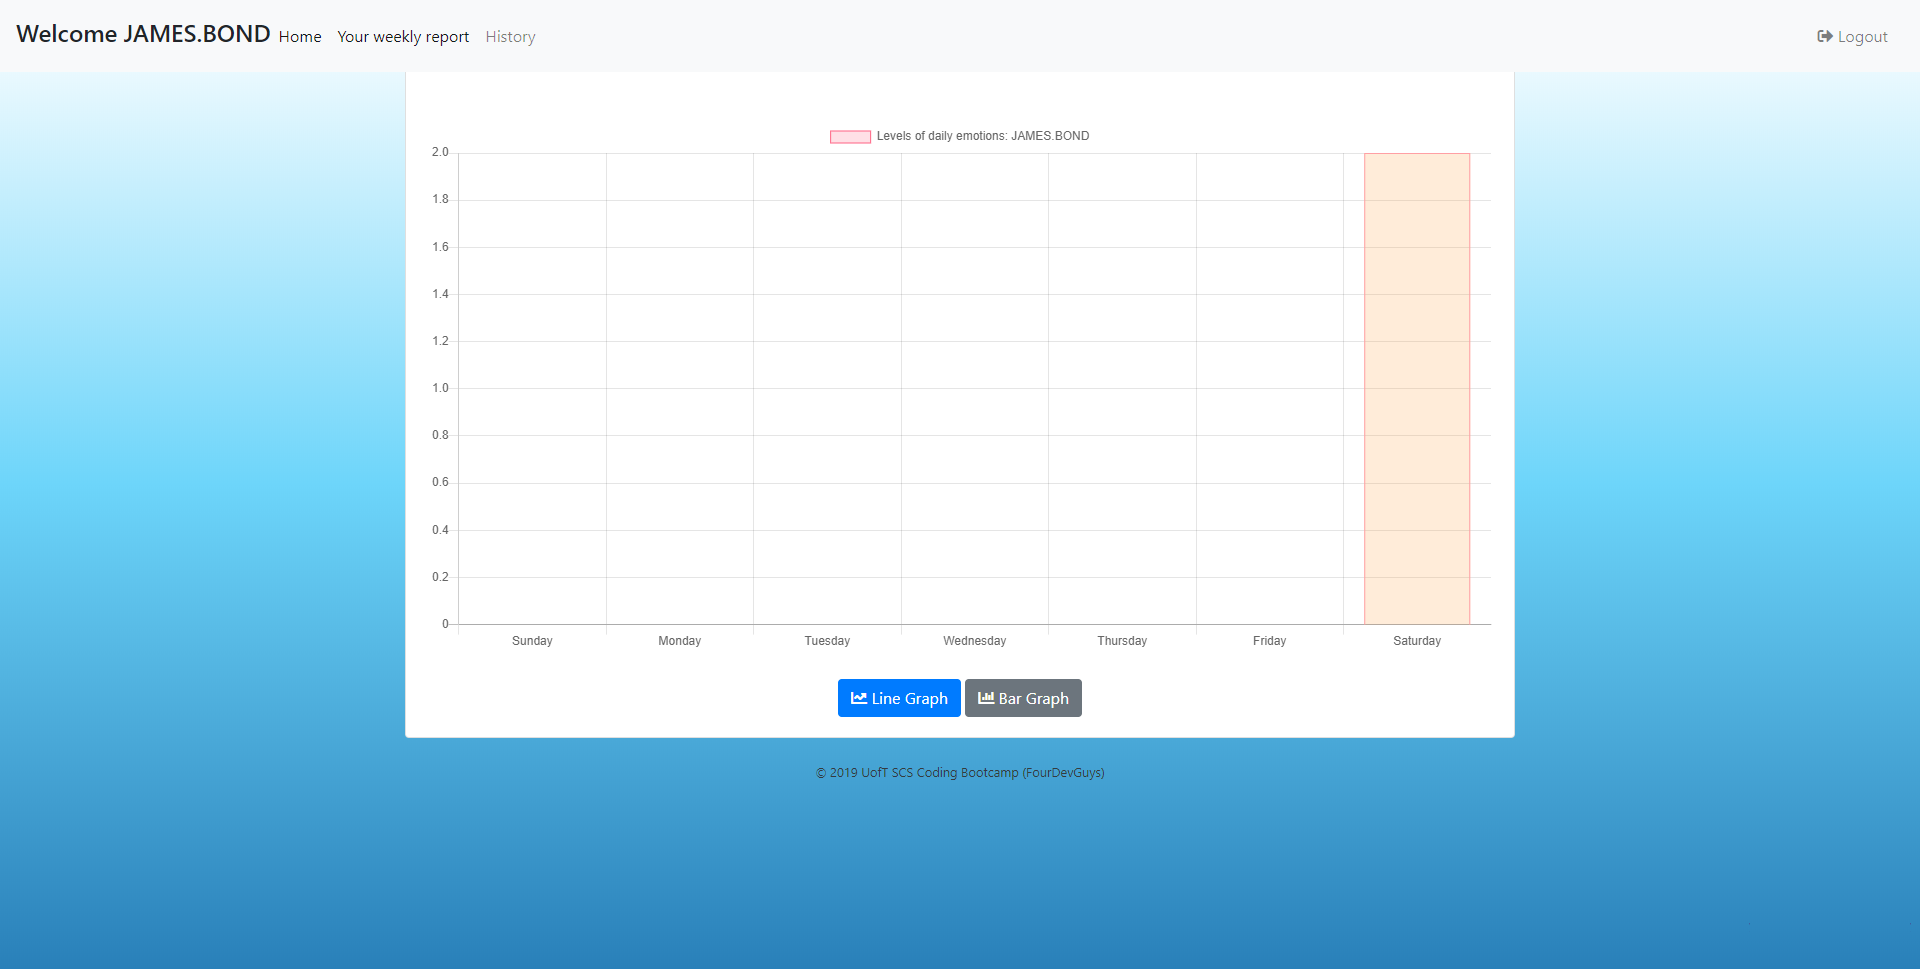 Welcome JAMES.BOND Home Your weekly report History Logout
Levels of daily emotions: JAMES.BOND
2.0
1.8
1.6
1.4
1.2
1.0
0.8
0.6
0.4
0.2
0
Sunday Monday Tuesday Wednesday Thursday Friday Saturday
Line Graph Bar Graph
© 2019 UofT SCS Coding Bootcamp (FourDevGuys)